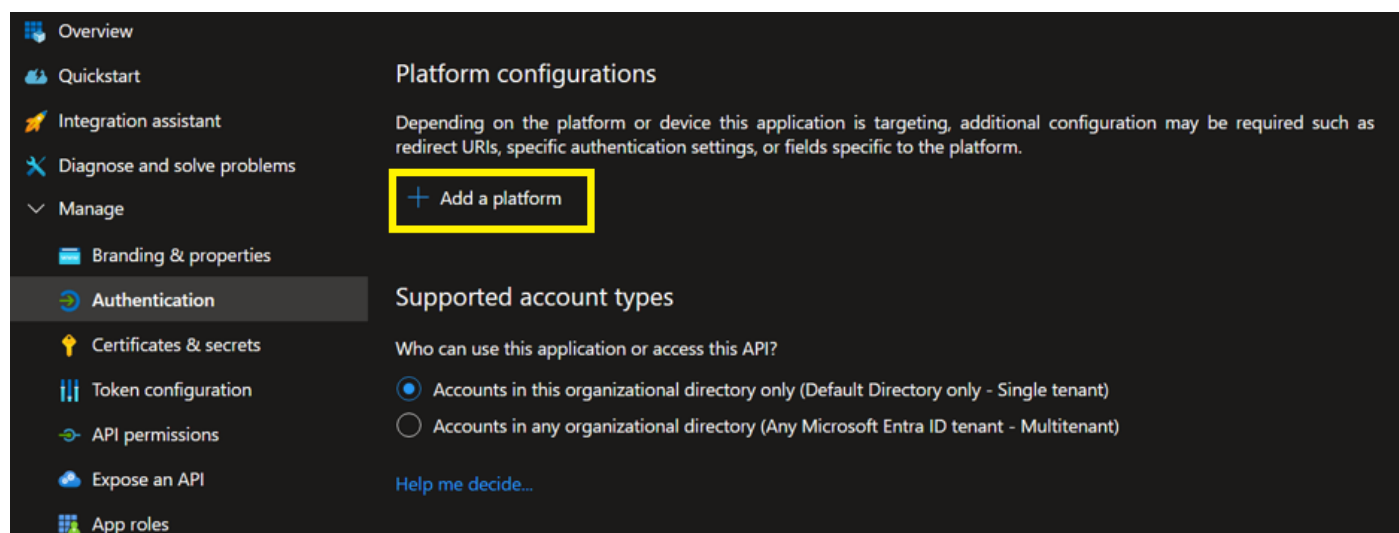 Overview
Quickstart
Integration assistant
Diagnose and solve problems
Manage
Branding & properties
Authentication
Certificates & secrets
Token configuration
API permissions
Expose an API
App roles
Platform configurations
Depending on the platform or device this application is targeting, additional configuration may be required such as
redirect URIs, specific authentication settings, or fields specific to the platform.
Add a platform
Supported account types
Who can use this application or access this API?
Accounts in this organizational directory only (Default Directory only - Single tenant)
Accounts in any organizational directory (Any Microsoft Entra ID tenant - Multitenant)
Help me decide...